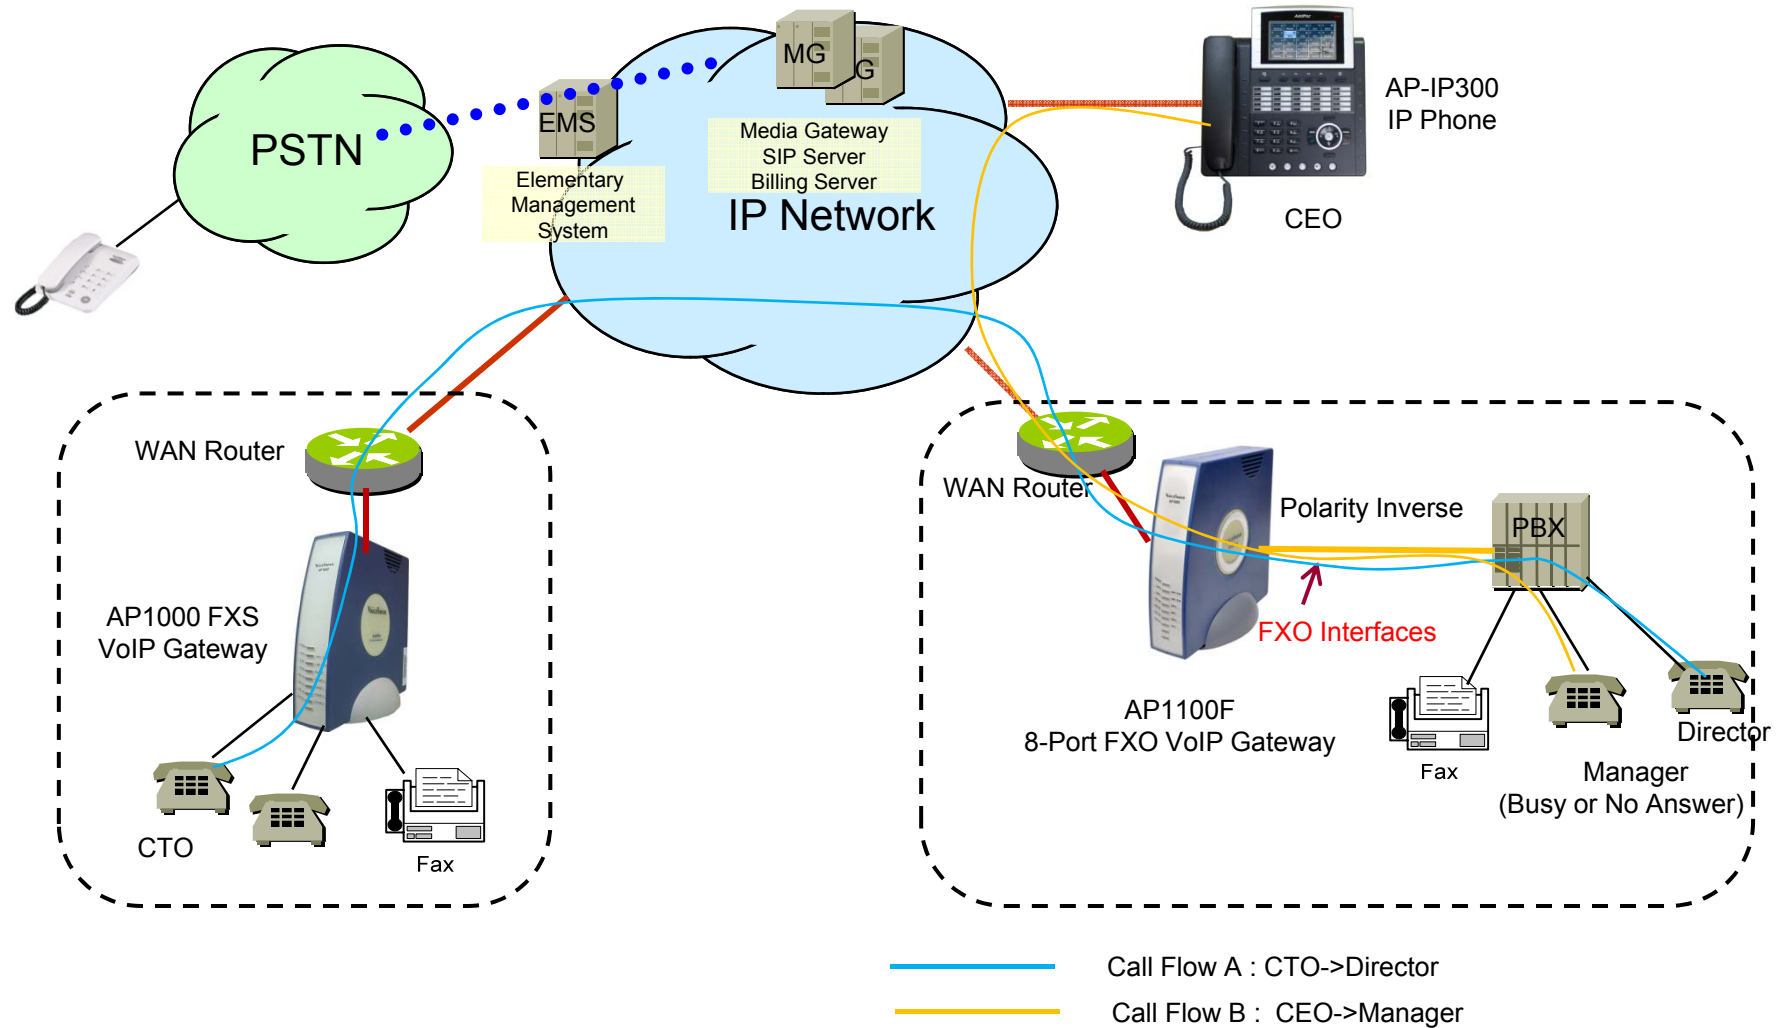 MG
G
EMS
PSTN
Media Gateway
SIP Server
Billing Server
Elementary
Management
System
IP Network
AddPac
AP-IP300
IP Phone
CEO
WAN Router
WAN Router
Polarity Inverse
PBX
AP1000 FXS
VoIP Gateway
FXO Interfaces
AP1100F
8-Port FXO VoIP Gateway
Director
Fax
Manager
(Busy or No Answer)
CTO
Fax
Call Flow A : CTO->Director
Call Flow B : CEO->Manager